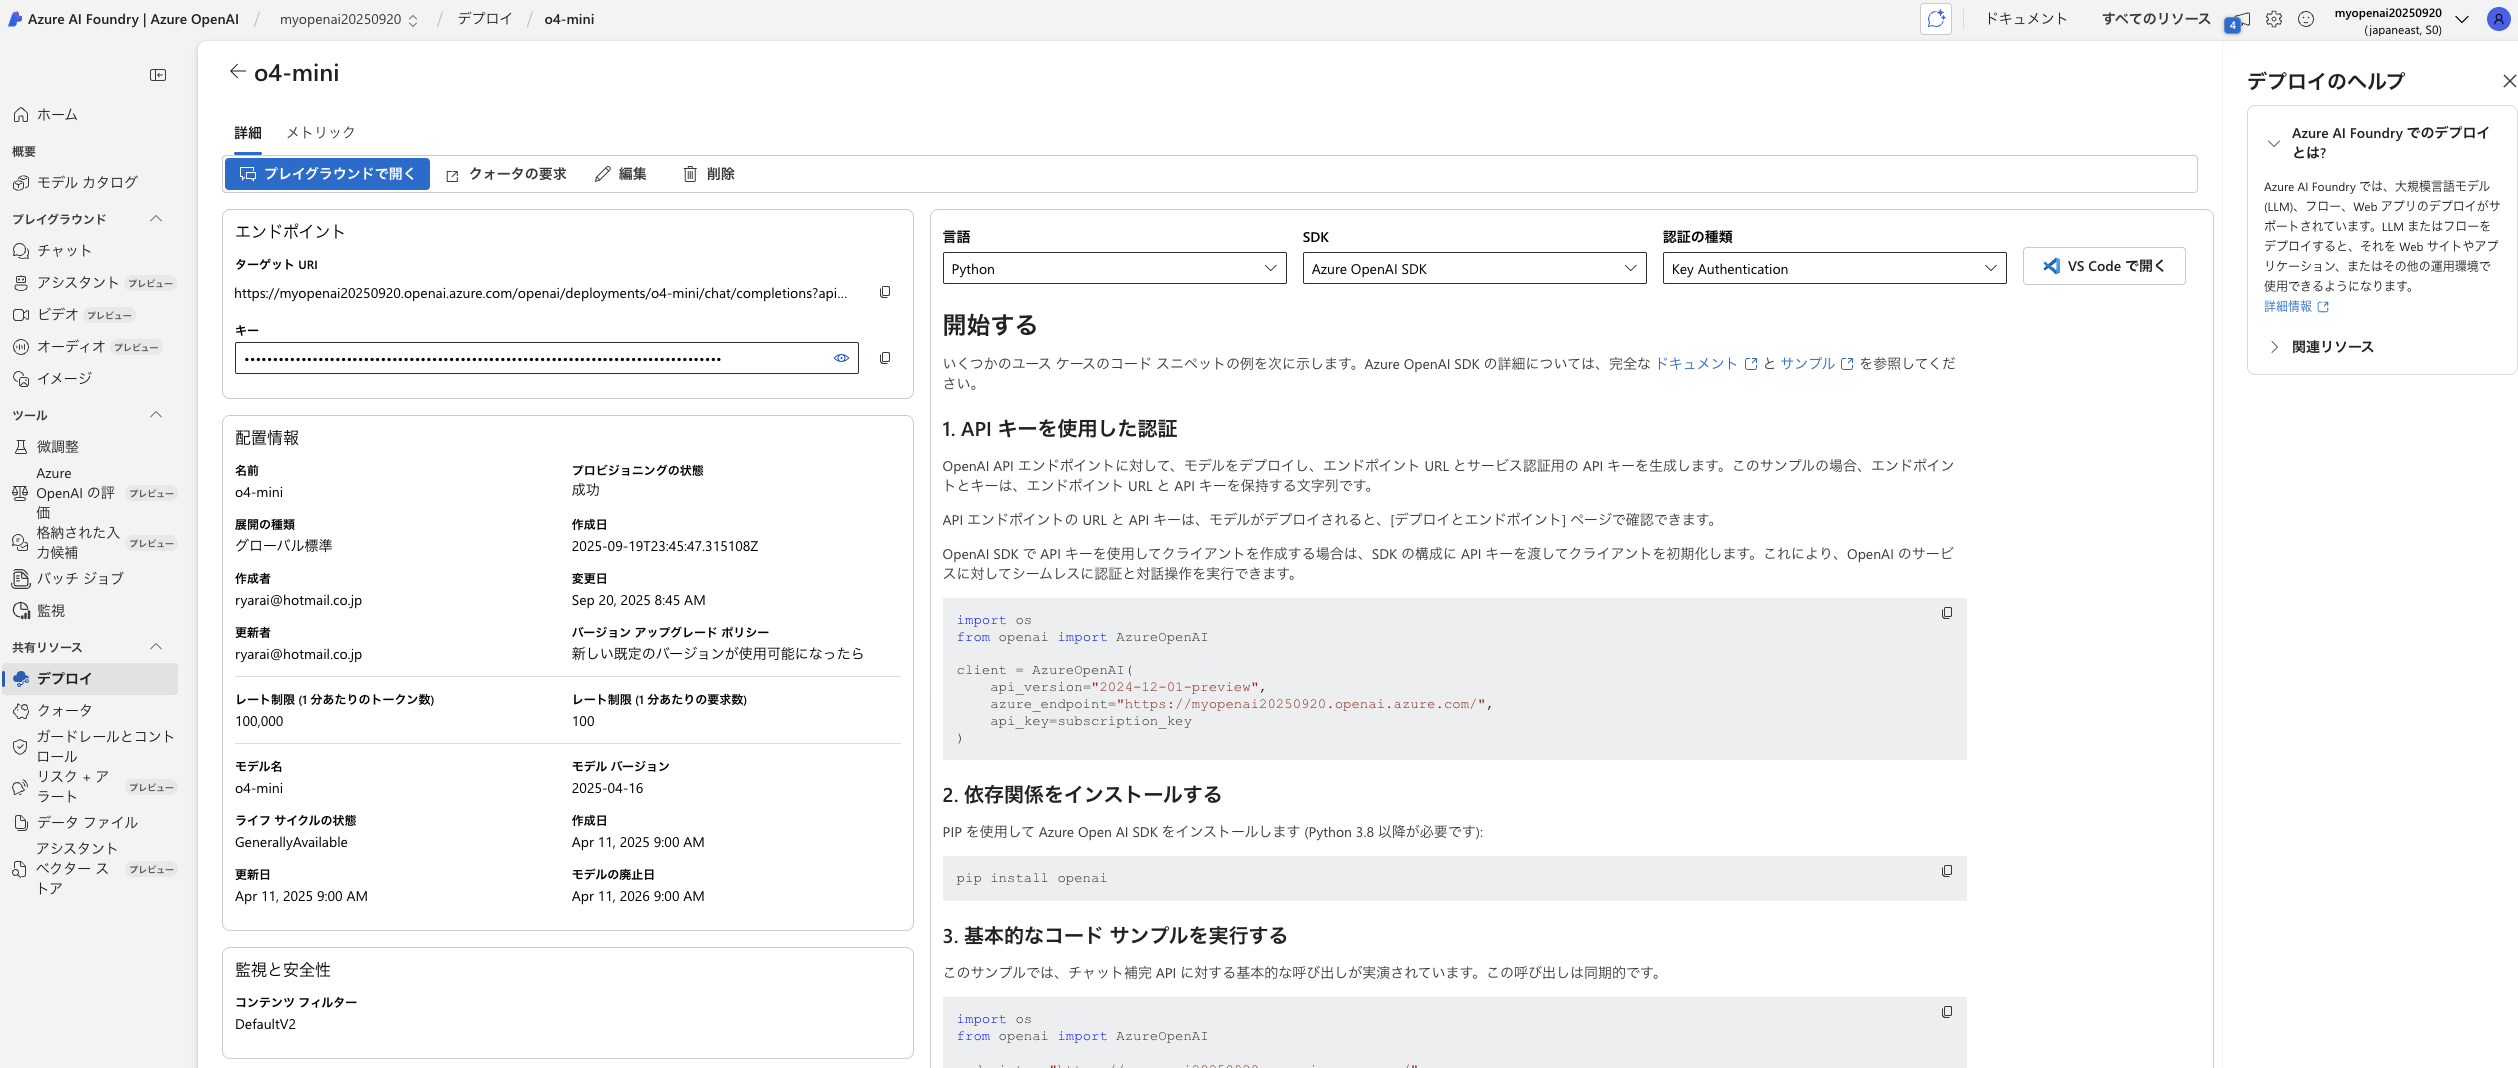 Azure AI Foundry | Azure OpenAI / myopenai20250920 / デプロイ / o4-mini
ドキュメント すべてのリソース 4 myopenai20250920
(japaneast, S0)
ホーム
概要
モデル カタログ
プレイグラウンド
チャット
アシスタント プレビュー
ビデオ プレビュー
オーディオ プレビュー
イメージ
ツール
微調整
Azure
OpenAI の評
価
プレビュー
格納された入
力候補
プレビュー
バッチ ジョブ
監視
共有リソース
デプロイ
クォータ
ガードレールとコント
ロール
リスク + ア
ラート
プレビュー
データ ファイル
アシスタント
ベクター ス
トア
プレビュー
o4-mini
詳細 メトリック
プレイグラウンドで開く クォータの要求 編集 削除
エンドポイント
ターゲット URI
https://myopenai20250920.openai.azure.com/openai/deployments/o4-mini/chat/completions?api...
キー
配置情報
名前 プロビジョニングの状態
o4-mini 成功
展開の種類 作成日
グローバル標準 2025-09-19T23:45:47.315108Z
作成者 変更日
ryarai@hotmail.co.jp Sep 20, 2025 8:45 AM
更新者 バージョン アップグレード ポリシー
ryarai@hotmail.co.jp 新しい既定のバージョンが使用可能になったら
レート制限 (1 分あたりのトークン数) レート制限 (1 分あたりの要求数)
100,000 100
モデル名 モデル バージョン
o4-mini 2025-04-16
ライフ サイクルの状態 作成日
GenerallyAvailable Apr 11, 2025 9:00 AM
更新日 モデルの廃止日
Apr 11, 2025 9:00 AM Apr 11, 2026 9:00 AM
監視と安全性
コンテンツ フィルター
DefaultV2
言語 SDK 認証の種類
Python Azure OpenAI SDK Key Authentication VS Code で開く
開始する
いくつかのユース ケースのコード スニペットの例を次に示します。Azure OpenAI SDK の詳細については、完全な ドキュメント と サンプル を参照してくだ
さい。
1. API キーを使用した認証
OpenAI API エンドポイントに対して、モデルをデプロイし、エンドポイント URL とサービス認証用の API キーを生成します。このサンプルの場合、エンドポイン
トとキーは、エンドポイント URL と API キーを保持する文字列です。
API エンドポイントの URL と API キーは、モデルがデプロイされると、[デプロイとエンドポイント] ページで確認できます。
OpenAI SDK で API キーを使用してクライアントを作成する場合は、SDK の構成に API キーを渡してクライアントを初期化します。これにより、OpenAI のサービ
スに対してシームレスに認証と対話操作を実行できます。
import os
from openai import AzureOpenAI
client = AzureOpenAI(
api_version="2024-12-01-preview",
azure_endpoint="https://myopenai20250920.openai.azure.com/",
api_key=subscription_key
)
2. 依存関係をインストールする
PIP を使用して Azure Open AI SDK をインストールします (Python 3.8 以降が必要です):
pip install openai
3. 基本的なコード サンプルを実行する
このサンプルでは、チャット補完 API に対する基本的な呼び出しが実演されています。この呼び出しは同期的です。
import os
from openai import AzureOpenAI
デプロイのヘルプ
Azure AI Foundry でのデプロイ
とは?
Azure AI Foundry では、大規模言語モデル
(LLM)、フロー、Web アプリのデプロイがサ
ポートされています。LLM またはフローを
デプロイすると、それを Web サイトやアプ
リケーション、またはその他の運用環境で
使用できるようになります。
詳細情報
関連リソース